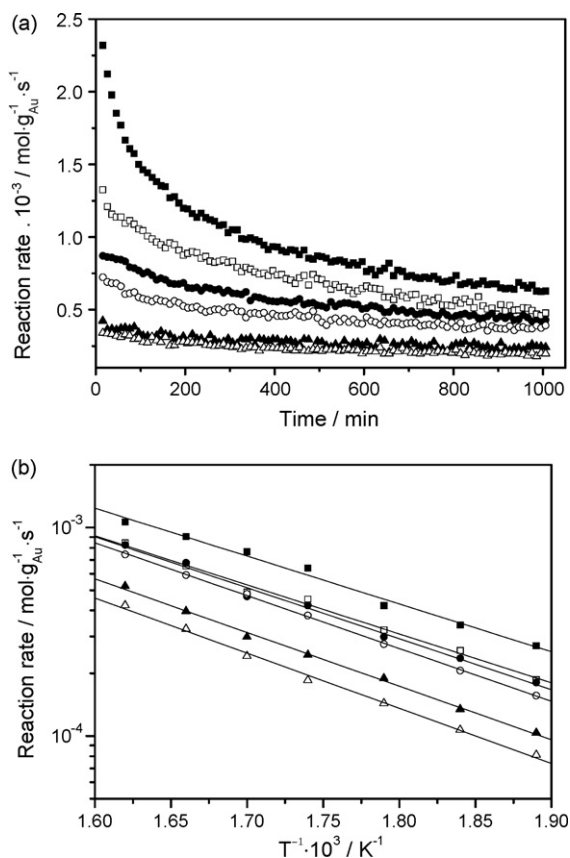 (a)
Reaction rate . 10⁻³ / mol·g⁻¹Au·s⁻¹
2.5
2.0
1.5
1.0
0.5
0 200 400 600 800 1000
Time / min
(b)
Reaction rate / mol·g⁻¹Au·s⁻¹
10⁻³
10⁻⁴
1.60 1.65 1.70 1.75 1.80 1.85 1.90
T⁻¹·10³ / K⁻¹